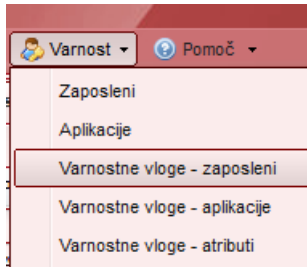 Varnost Pomoč
Zaposleni
Aplikacije
Varnostne vloge - zaposleni
Varnostne vloge - aplikacije
Varnostne vloge - atributi